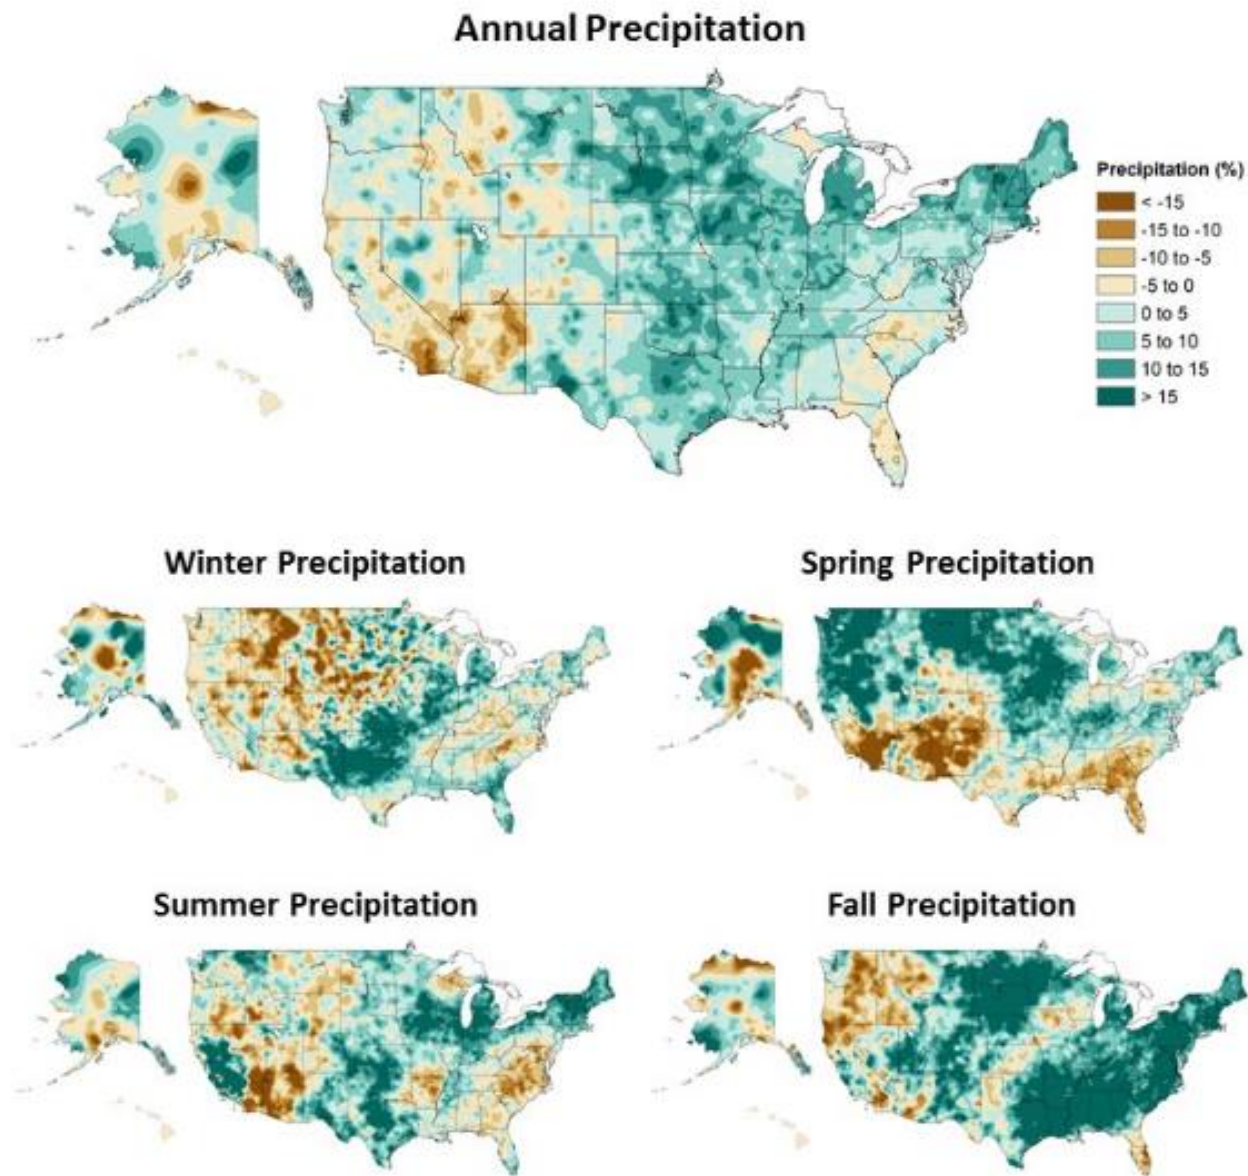 Annual Precipitation
Precipitation (%)
< -15
-15 to -10
-10 to -5
-5 to 0
0 to 5
5 to 10
10 to 15
> 15
Winter Precipitation
Spring Precipitation
Summer Precipitation
Fall Precipitation